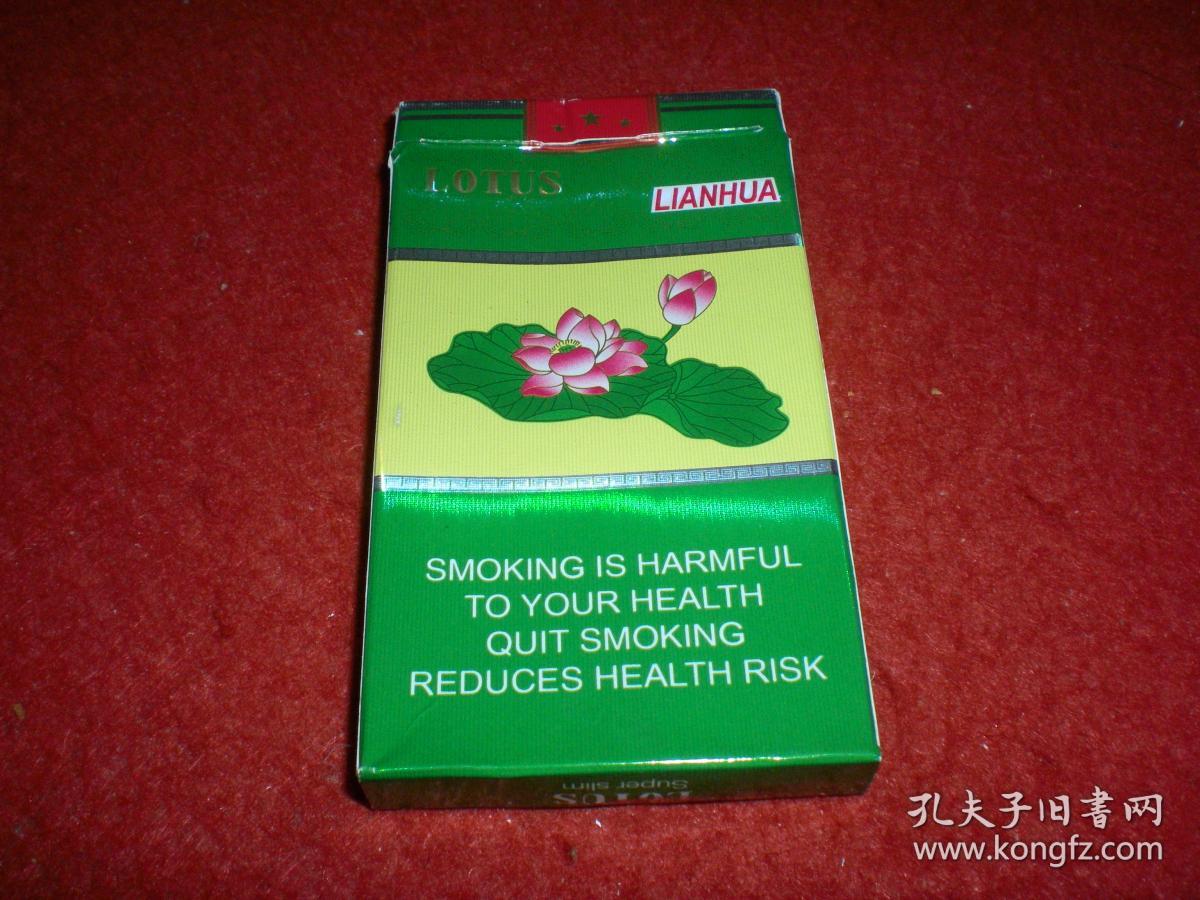 LOTUS
LIANHUA
SMOKING IS HARMFUL
TO YOUR HEALTH
QUIT SMOKING
REDUCES HEALTH RISK
LOTUS
Super slim
孔夫子旧书网
www.kongfz.com